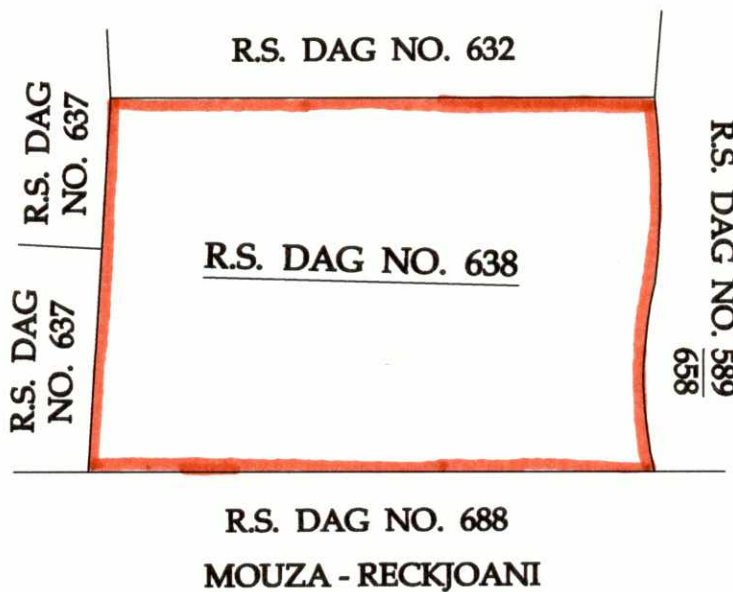 R.S. DAG NO. 632
R.S. DAG
NO. 637
R.S. DAG NO. 638
R.S. DAG NO. 589
658
R.S. DAG
NO. 637
R.S. DAG NO. 688
MOUZA - RECKJOANI